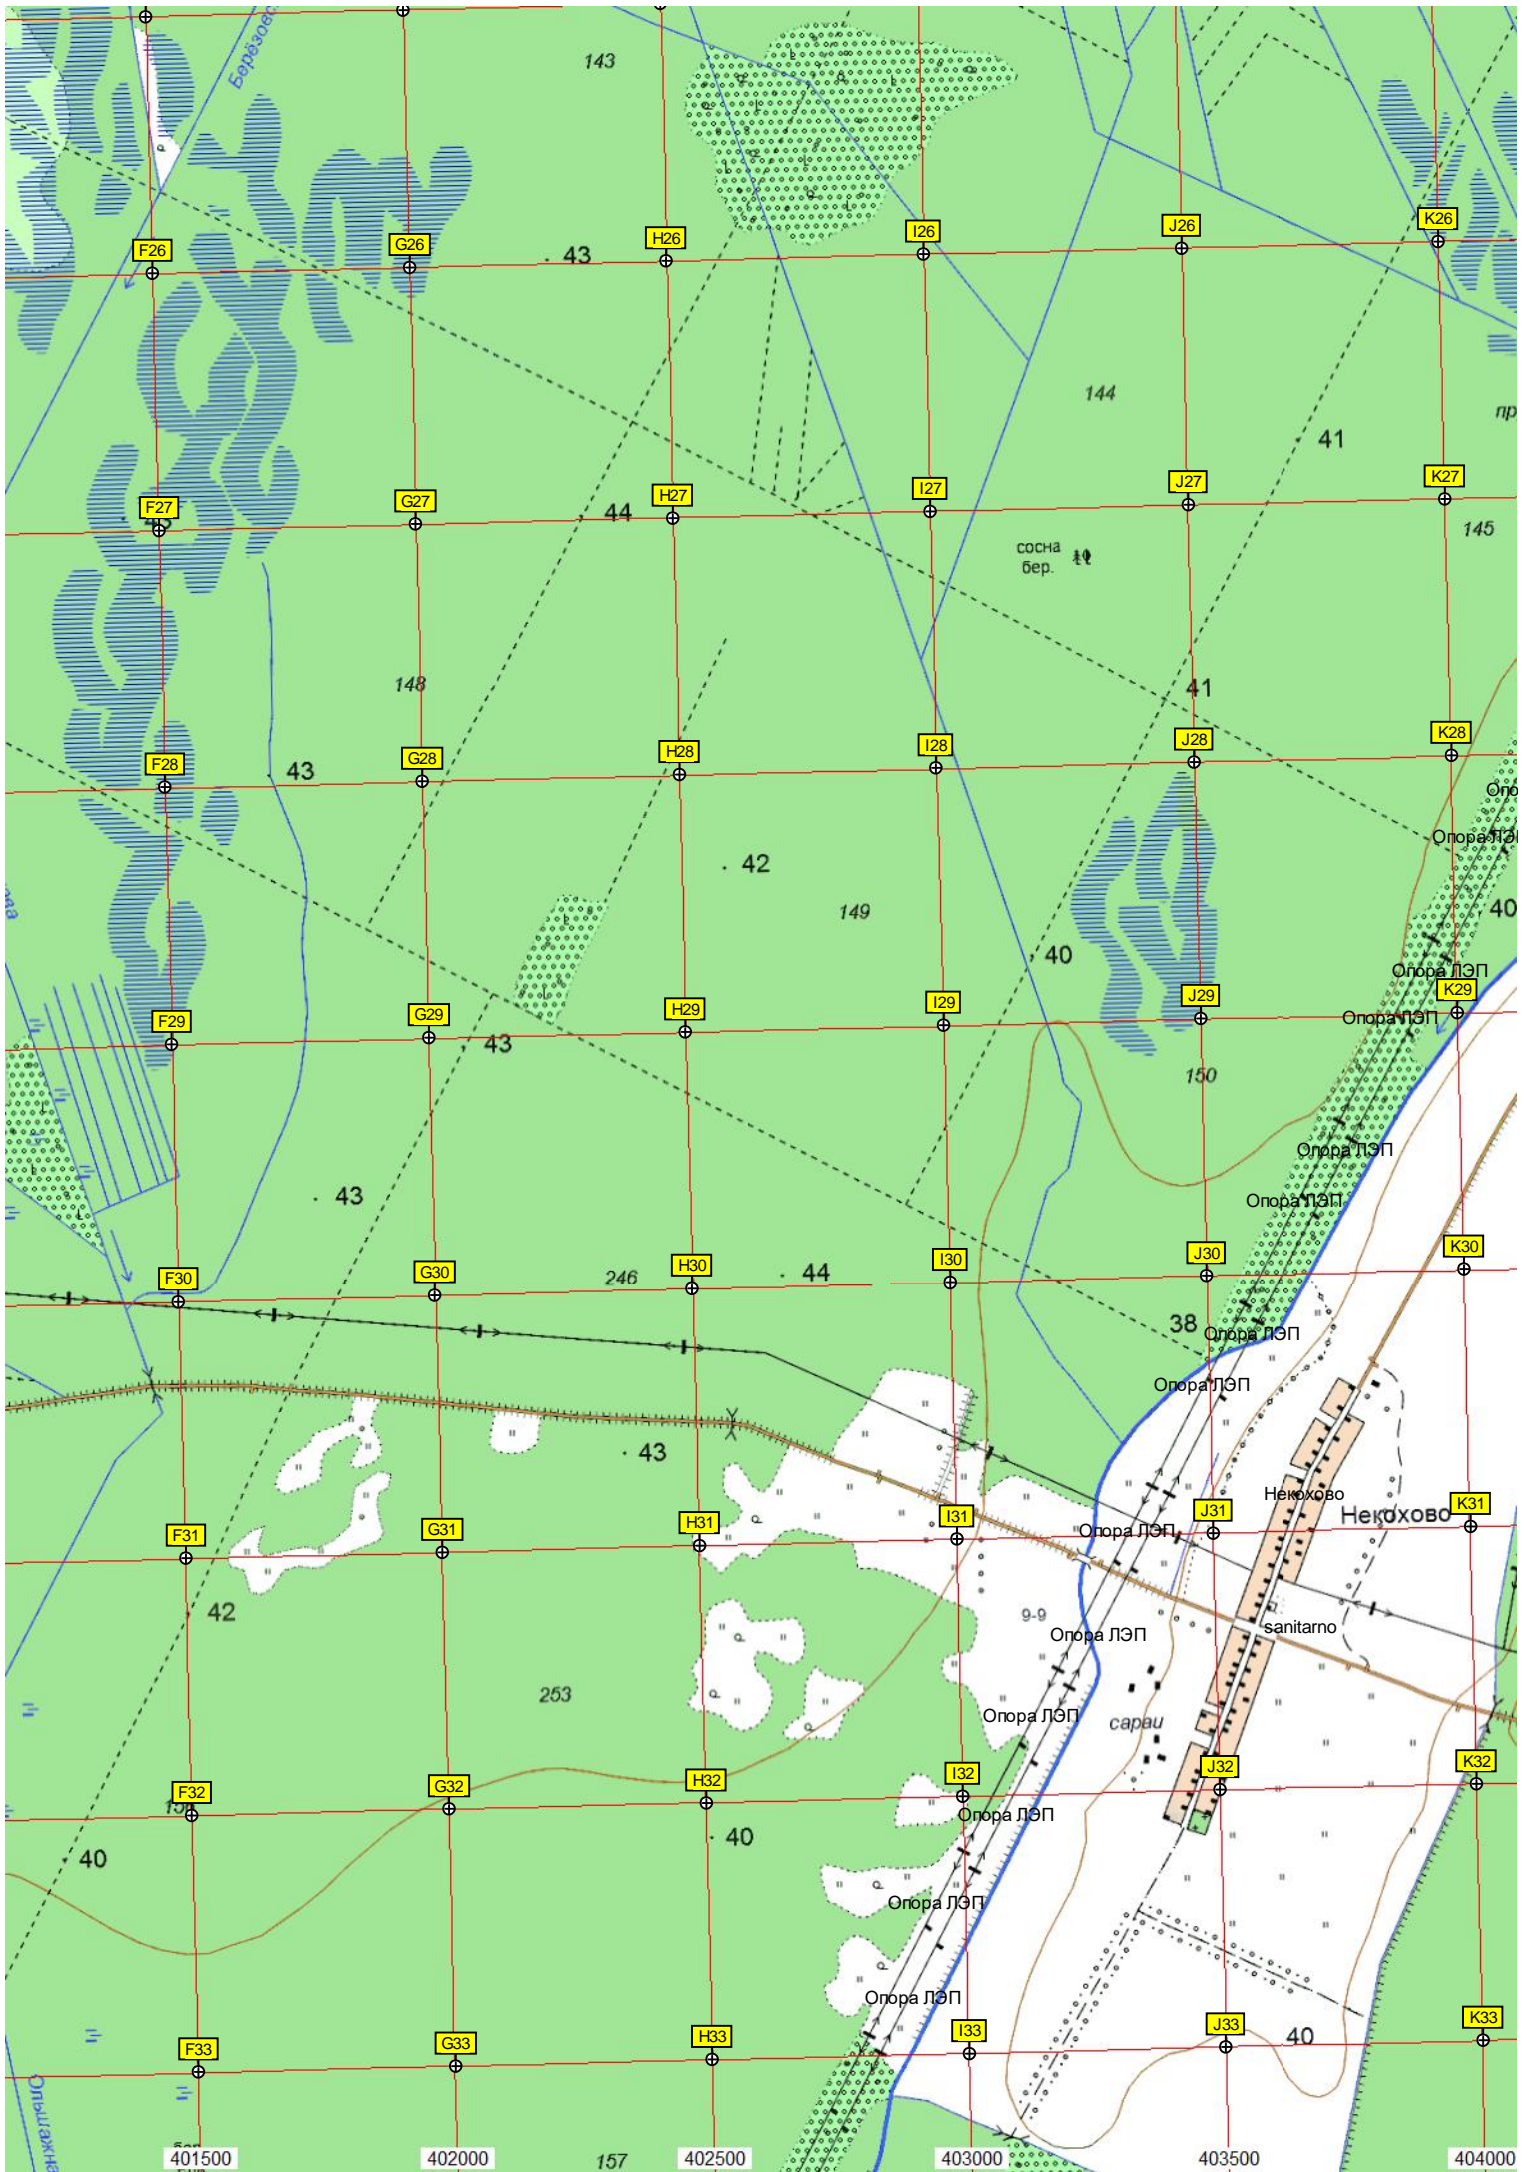 Берёзовс
143
F26
G26
43
H26
I26
J26
K26
144
пр
41
F27
G27
44
H27
I27
J27
K27
145
сосна
бер.
148
41
F28
43
G28
H28
I28
J28
K28
Опо
Опора ЛЭП
42
149
40
40
Опора ЛЭП
F29
G29
43
H29
I29
J29
K29
Опора ЛЭП
150
Опора ЛЭП
43
Опора ЛЭП
F30
G30
246
H30
44
I30
J30
K30
38
Опора ЛЭП
Опора ЛЭП
43
Некохово
Некохово
F31
G31
H31
I31
Опора ЛЭП
J31
K31
42
9-9
Опора ЛЭП
sanitarno
253
Опора ЛЭП
сараи
F32
G32
H32
I32
J32
K32
Опора ЛЭП
40
40
Опора ЛЭП
Опора ЛЭП
F33
G33
H33
I33
J33
40
K33
Ольшажна
157
401500
402000
402500
403000
403500
404000